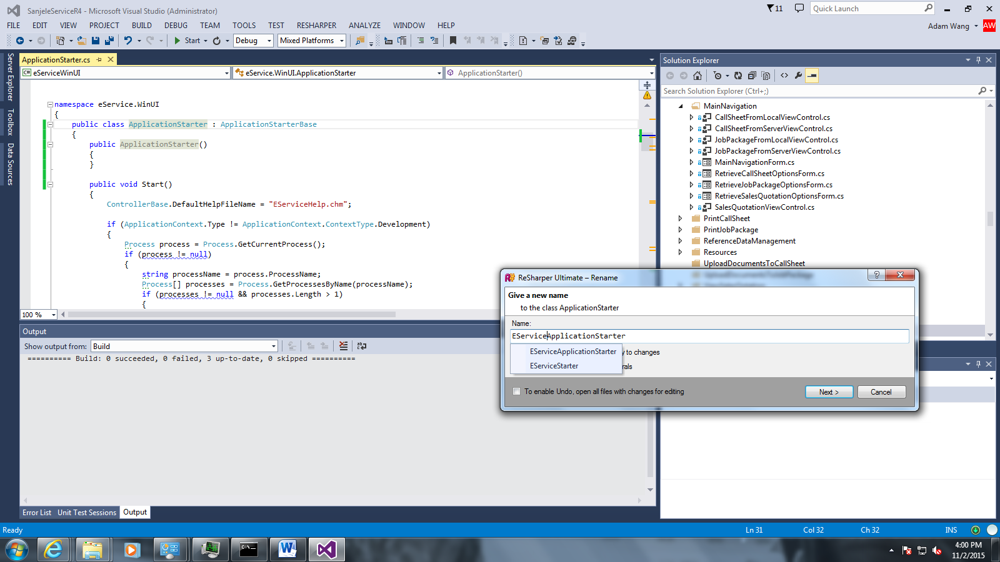 SanjeleServiceR4 - Microsoft Visual Studio (Administrator)
11
Quick Launch
FILE EDIT VIEW PROJECT BUILD DEBUG TEAM TOOLS TEST RESHARPER ANALYZE WINDOW HELP
Adam Wang AW
Start Debug Mixed Platforms
Server Explorer
Toolbox
Data Sources
ApplicationStarter.cs
C# eServiceWinUI
eService.WinUI.ApplicationStarter
ApplicationStarter()
namespace eService.WinUI
{
public class ApplicationStarter : ApplicationStarterBase
{
public ApplicationStarter()
{
}
public void Start()
{
ControllerBase.DefaultHelpFileName = "EServiceHelp.chm";
if (ApplicationContext.Type != ApplicationContext.ContextType.Development)
{
Process process = Process.GetCurrentProcess();
if (process != null)
{
string processName = process.ProcessName;
Process[] processes = Process.GetProcessesByName(processName);
if (processes != null && processes.Length > 1)
{
100 %
Solution Explorer
Search Solution Explorer (Ctrl+;)
MainNavigation
CallSheetFromLocalViewControl.cs
CallSheetFromServerViewControl.cs
JobPackageFromLocalViewControl.cs
JobPackageFromServerViewControl.cs
MainNavigationForm.cs
RetrieveCallSheetOptionsForm.cs
RetrieveJobPackageOptionsForm.cs
RetrieveSalesQuotationOptionsForm.cs
SalesQuotationViewControl.cs
PrintCallSheet
PrintJobPackage
ReferenceDataManagement
Resources
UploadDocumentsToCallSheet
R# ReSharper Ultimate – Rename
Give a new name
to the class ApplicationStarter
Name:
EServiceApplicationStarter
EServiceApplicationStarter
EServiceStarter
y to changes
rals
To enable Undo, open all files with changes for editing
Next >
Cancel
Output
Show output from: Build
========== Build: 0 succeeded, 0 failed, 3 up-to-date, 0 skipped ==========
Error List Unit Test Sessions Output
Ready
Ln 31 Col 32 Ch 32 INS
4:00 PM
11/2/2015